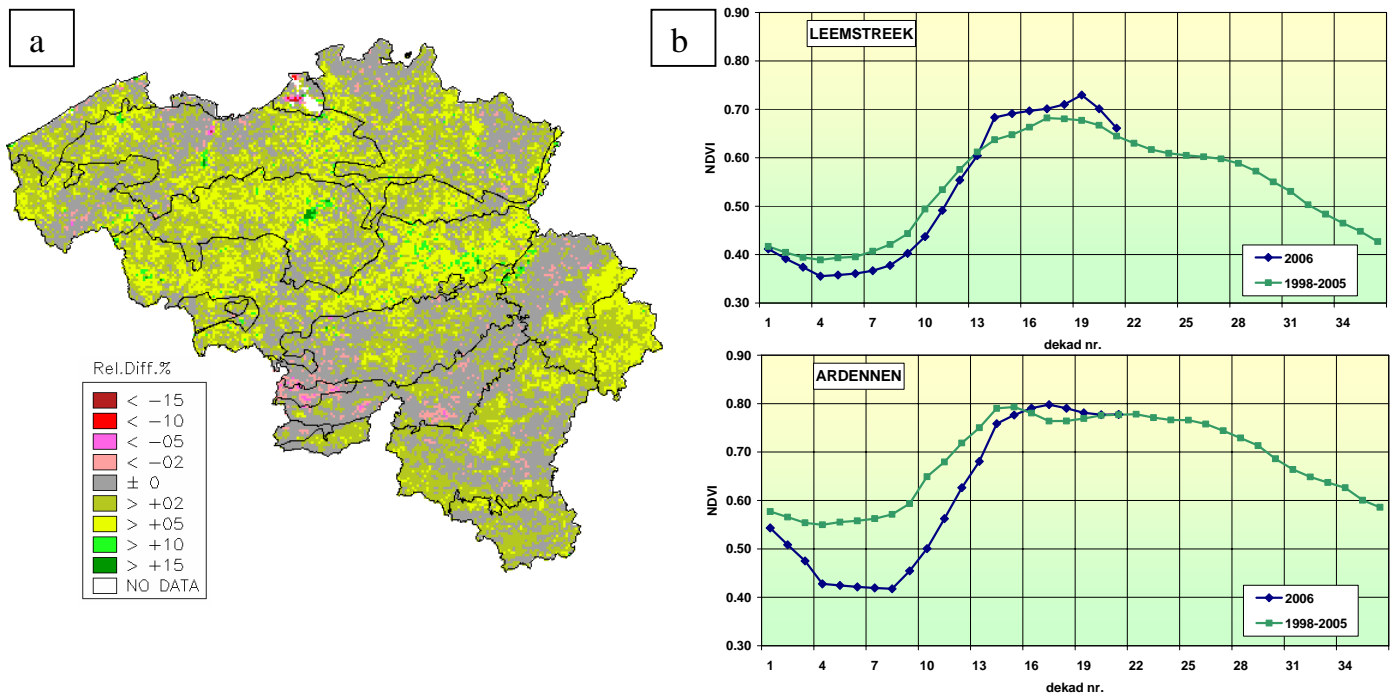 a
Rel.Diff.%
< −15
< −10
< −05
< −02
± 0
> +02
> +05
> +10
> +15
NO DATA
b
LEEMSTREEK
NDVI
0.90
0.80
0.70
0.60
0.50
0.40
0.30
1 4 7 10 13 16 19 22 25 28 31 34
dekad nr.
2006
1998-2005
ARDENNEN
NDVI
0.90
0.80
0.70
0.60
0.50
0.40
0.30
1 4 7 10 13 16 19 22 25 28 31 34
dekad nr.
2006
1998-2005